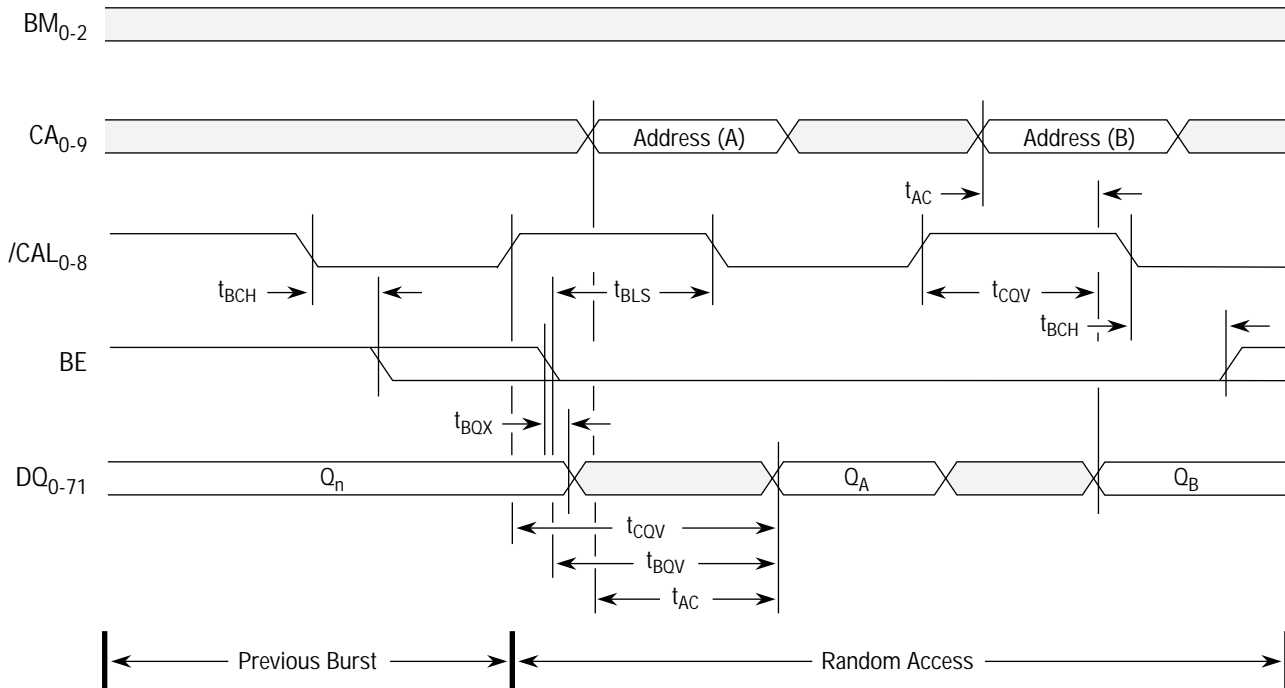 BM0-2
CA0-9
Address (A)
Address (B)
tAC
/CAL0-8
tBCH
tBLS
tCQV
tBCH
BE
tBQX
DQ0-71
Qn
QA
QB
tCQV
tBQV
tAC
Previous Burst
Random Access